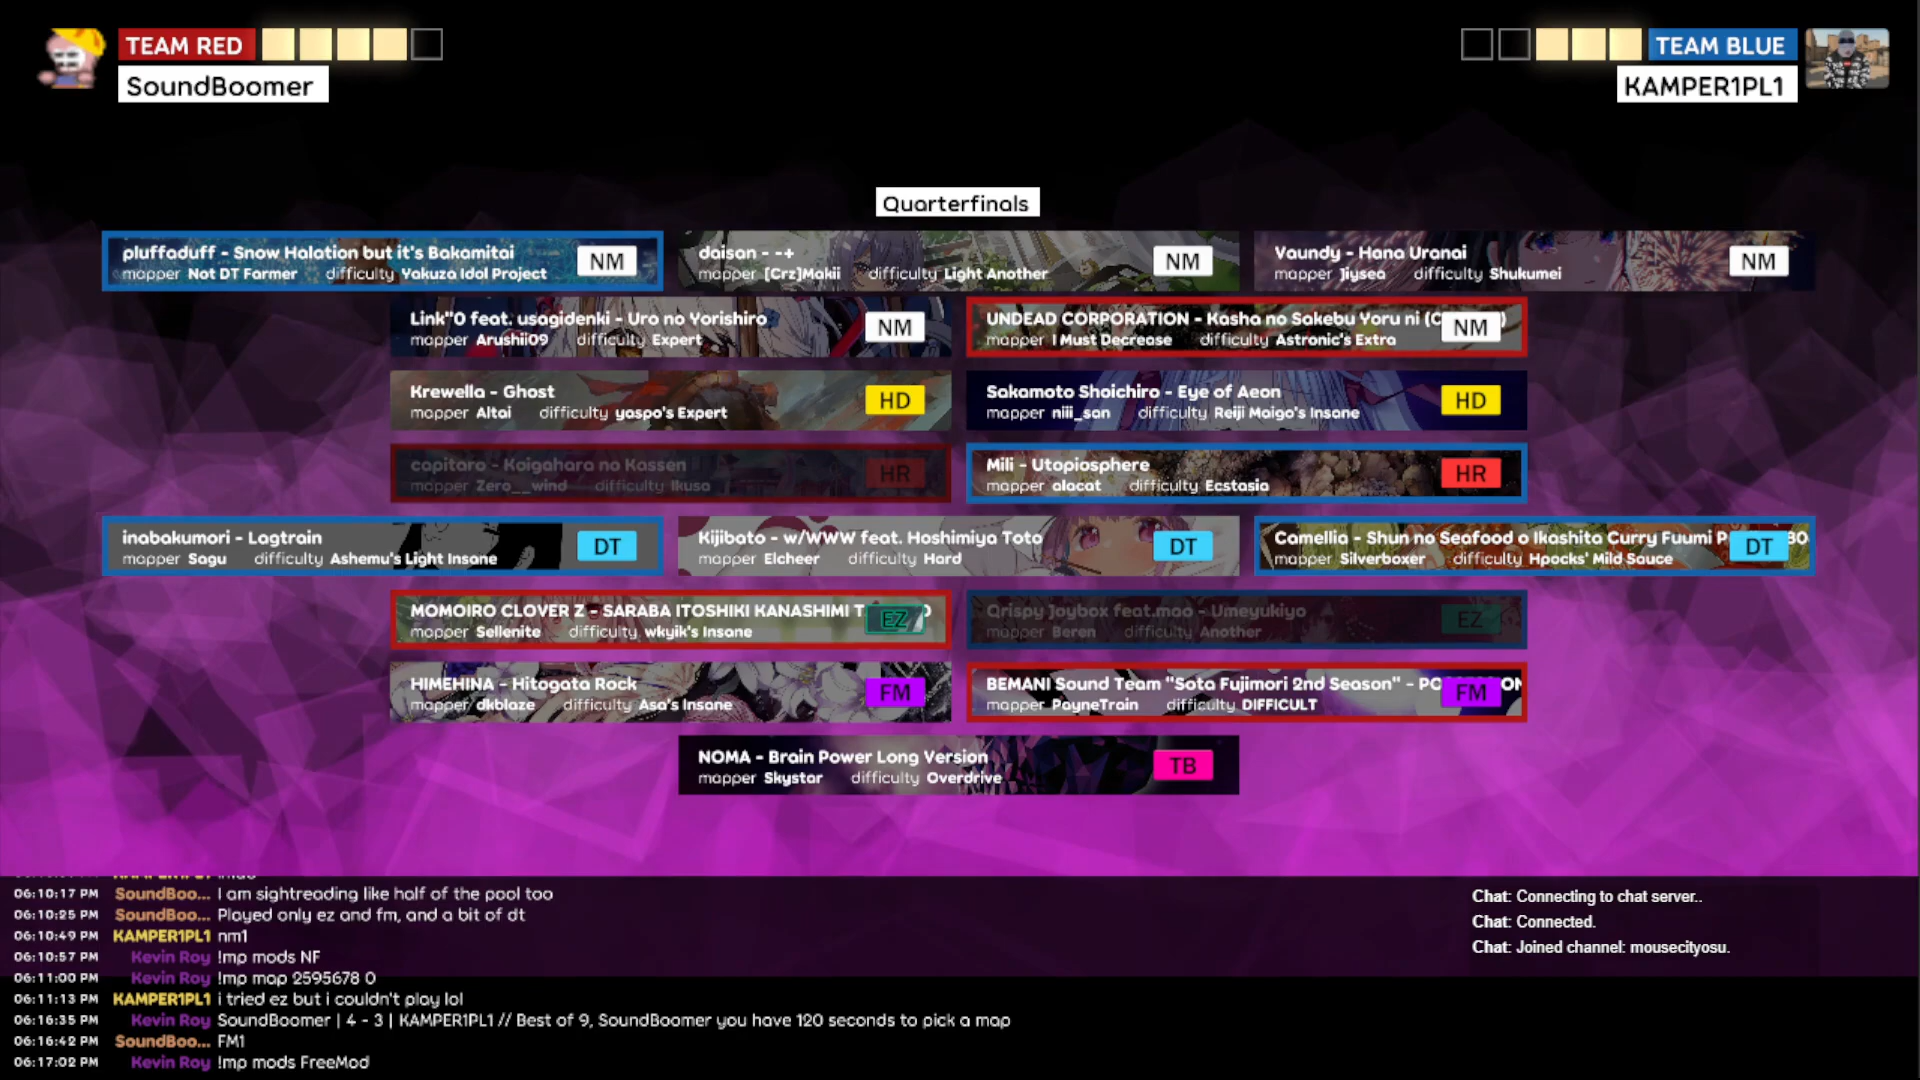 TEAM RED
SoundBoomer
TEAM BLUE
KAMPER1PL1
Quarterfinals
pluffaduff - Snow Halation but it's Bakamitai
mapper Not DT Farmer difficulty Yakuza Idol Project
NM
daisan - -+
mapper [Crz]Makii difficulty Light Another
NM
Vaundy - Hana Uranai
mapper Jiysea difficulty Shukumei
NM
Link"0 feat. usagidenki - Ura no Yorishiro
mapper Arushii09 difficulty Expert
NM
UNDEAD CORPORATION - Kasha no Sakebu Yoru ni
mapper I Must Decrease difficulty Astronic's Extra
NM
Krewella - Ghost
mapper Altai difficulty yaspo's Expert
HD
Sakamoto Shoichiro - Eye of Aeon
mapper niii_san difficulty Reiji Maigo's Insane
HD
capitaro - Kaigahara no Kassen
mapper Zero__wind difficulty Ikusa
HR
Mili - Utopiosphere
mapper alacat difficulty Ecstasia
HR
inabakumori - Lagtrain
mapper Sagu difficulty Ashemu's Light Insane
DT
Kijibato - w/WWW feat. Hoshimiya Toto
mapper Elcheer difficulty Hard
DT
Camellia - Shun no Seafood o Ikashita Curry Fuumi
mapper Silverboxer difficulty Hpocks' Mild Sauce
DT
MOMOIRO CLOVER Z - SARABA ITOSHIKI KANASHIMI
mapper Sellenite difficulty wkyik's Insane
EZ
Qrispy Joybox feat.mao - Umeyukiyo
mapper Beren difficulty Another
EZ
HIMEHINA - Hitogata Rock
mapper dkblaze difficulty Asa's Insane
FM
BEMANI Sound Team "Sota Fujimori 2nd Season" -
mapper PayneTrain difficulty DIFFICULT
FM
NOMA - Brain Power Long Version
mapper Skystar difficulty Overdrive
TB
06:10:17 PM SoundBoo... I am sightreading like half of the pool too
06:10:25 PM SoundBoo... Played only ez and fm, and a bit of dt
06:10:49 PM KAMPER1PL1 nm1
06:10:57 PM Kevin Roy !mp mods NF
06:11:00 PM Kevin Roy !mp map 2595678 0
06:11:13 PM KAMPER1PL1 i tried ez but i couldn't play lol
06:16:35 PM Kevin Roy SoundBoomer | 4 - 3 | KAMPER1PL1 // Best of 9, SoundBoomer you have 120 seconds to pick a map
06:16:42 PM SoundBoo... FM1
06:17:02 PM Kevin Roy !mp mods FreeMod
Chat: Connecting to chat server..
Chat: Connected.
Chat: Joined channel: mousecityosu.